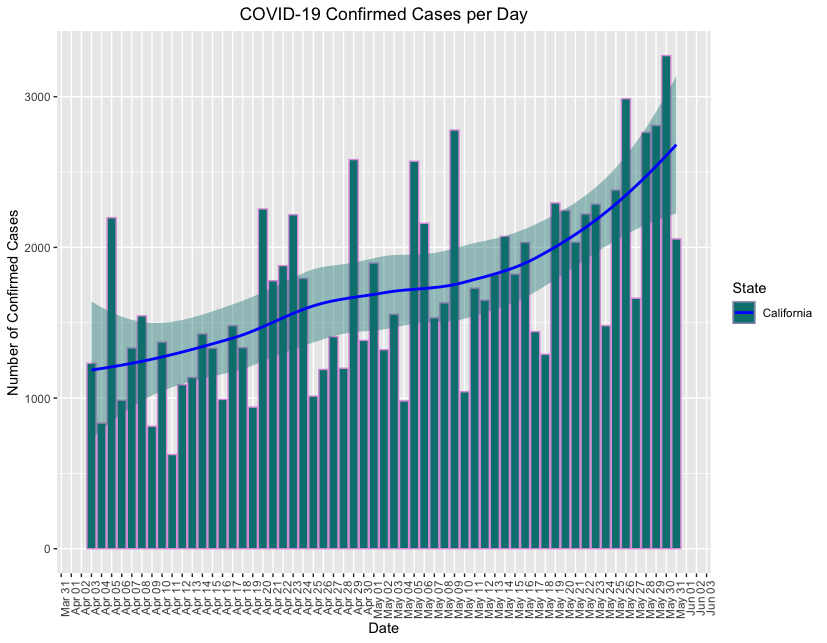 COVID-19 Confirmed Cases per Day
Number of Confirmed Cases
3000
2000
1000
0
Mar 31
Apr 01
Apr 02
Apr 03
Apr 04
Apr 05
Apr 06
Apr 07
Apr 08
Apr 09
Apr 10
Apr 11
Apr 12
Apr 13
Apr 14
Apr 15
Apr 16
Apr 17
Apr 18
Apr 19
Apr 20
Apr 21
Apr 22
Apr 23
Apr 24
Apr 25
Apr 26
Apr 27
Apr 28
Apr 29
Apr 30
May 01
May 02
May 03
May 04
May 05
May 06
May 07
May 08
May 09
May 10
May 11
May 12
May 13
May 14
May 15
May 16
May 17
May 18
May 19
May 20
May 21
May 22
May 23
May 24
May 25
May 26
May 27
May 28
May 29
May 30
May 31
Jun 01
Jun 02
Jun 03
Date
State
California